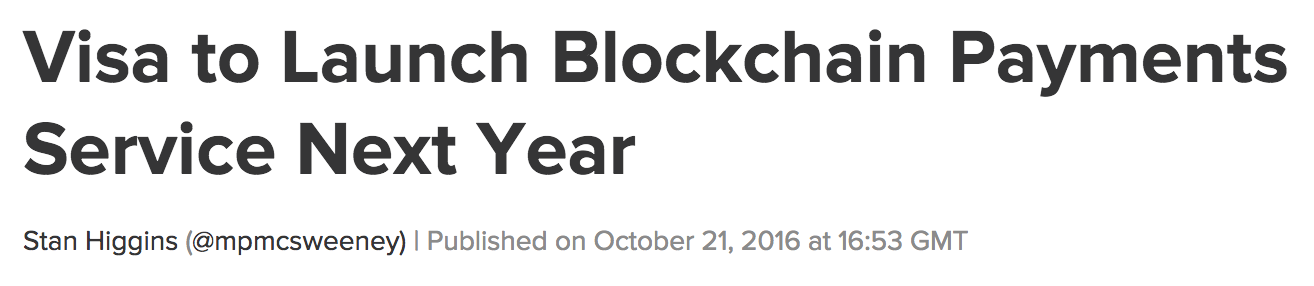 Visa to Launch Blockchain Payments
Service Next Year
Stan Higgins (@mpmcsweeney) | Published on October 21, 2016 at 16:53 GMT